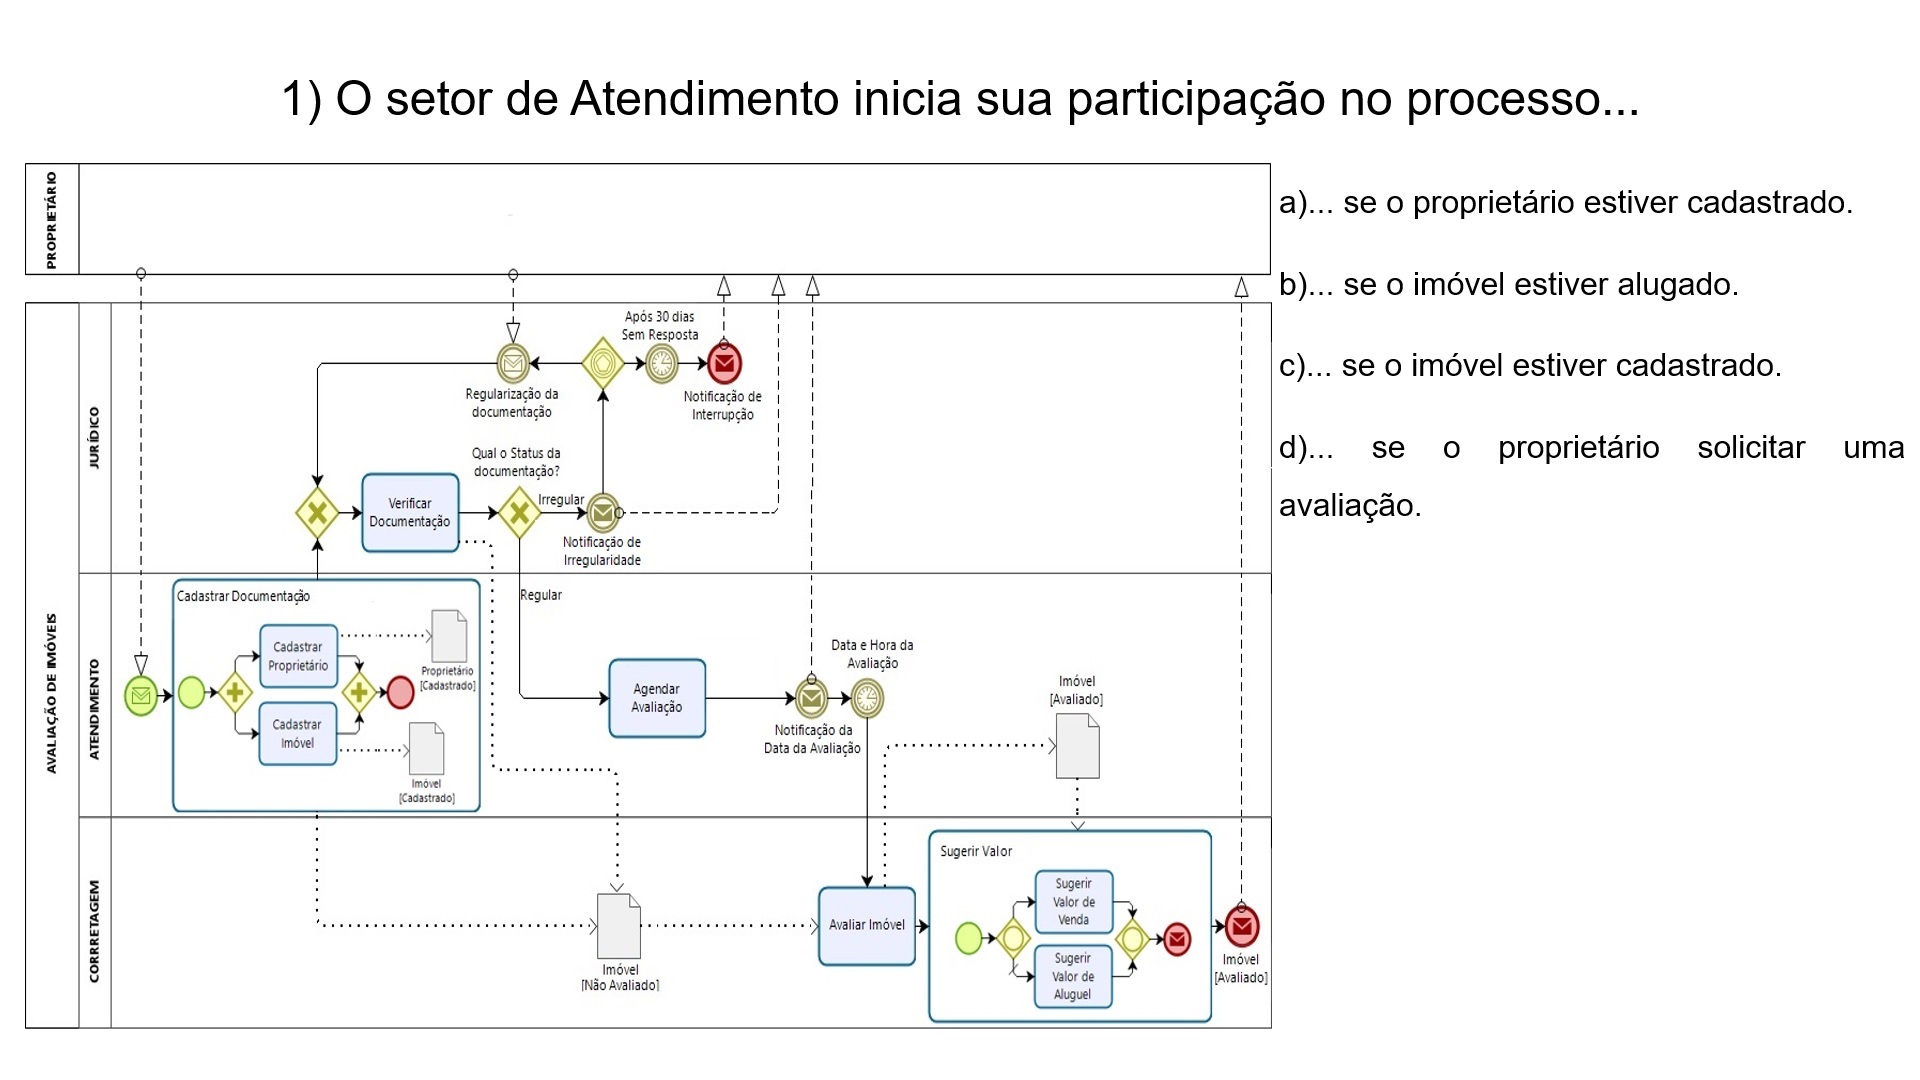 1) O setor de Atendimento inicia sua participação no processo...
PROPRIETÁRIO
a)... se o proprietário estiver cadastrado.
b)... se o imóvel estiver alugado.
c)... se o imóvel estiver cadastrado.
d)... se o proprietário solicitar uma
avaliação.
AVALIAÇÃO DE IMÓVEIS
JURÍDICO
Após 30 dias
Sem Resposta
Regularização da
documentação
Notificação de
Interrupção
Qual o Status da
documentação?
Verificar
Documentação
Irregular
Notificação de
Irregularidade
Regular
ATENDIMENTO
Cadastrar Documentação
Cadastrar
Proprietário
Proprietário
[Cadastrado]
Cadastrar
Imóvel
Imóvel
[Cadastrado]
Agendar
Avaliação
Data e Hora da
Avaliação
Notificação da
Data da Avaliação
Imóvel
[Avaliado]
CORRETAGEM
Imóvel
[Não Avaliado]
Avaliar Imóvel
Sugerir Valor
Sugerir
Valor de
Venda
Sugerir
Valor de
Aluguel
Imóvel
[Avaliado]